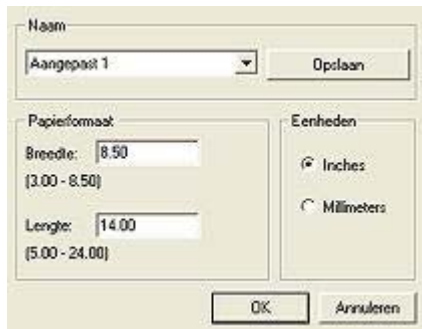 Naam
Aangepast 1
Opslaan
Papierformaat
Breedte: 8.50
(3.00 - 8.50)
Lengte: 14.00
(5.00 - 24.00)
Eenheden
Inches
Millimeters
OK
Annuleren